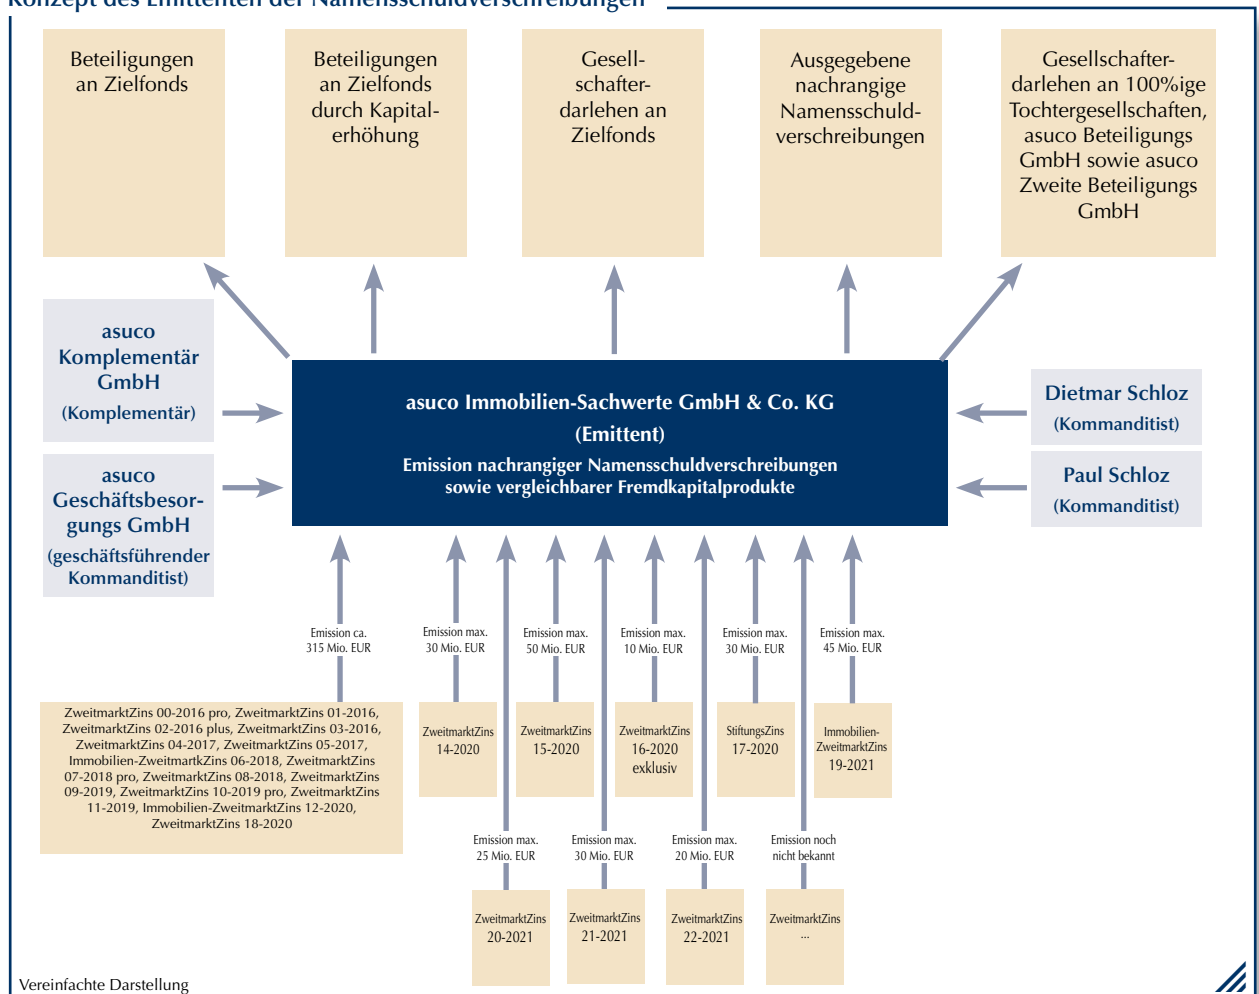 Konzept des Emittenten der Namensschuldverschreibungen
Beteiligungen
an Zielfonds
Beteiligungen
an Zielfonds
durch Kapital-
erhöhung
Gesell-
schafter-
darlehen an
Zielfonds
Ausgegebene
nachrangige
Namensschuld-
verschreibungen
Gesellschafter-
darlehen an 100%ige
Tochtergesellschaften,
asuco Beteiligungs
GmbH sowie asuco
Zweite Beteiligungs
GmbH
asuco
Komplementär
GmbH
(Komplementär)
asuco
Geschäftsbesor-
gungs GmbH
(geschäftsführender
Kommanditist)
asuco Immobilien-Sachwerte GmbH & Co. KG
(Emittent)
Emission nachrangiger Namensschuldverschreibungen
sowie vergleichbarer Fremdkapitalprodukte
Dietmar Schloz
(Kommanditist)
Paul Schloz
(Kommanditist)
Emission ca.
315 Mio. EUR
Emission max.
30 Mio. EUR
Emission max.
50 Mio. EUR
Emission max.
10 Mio. EUR
Emission max.
30 Mio. EUR
Emission max.
45 Mio. EUR
ZweitmarktZins 00-2016 pro, ZweitmarktZins 01-2016,
ZweitmarktZins 02-2016 plus, ZweitmarktZins 03-2016,
ZweitmarktZins 04-2017, ZweitmarktZins 05-2017,
Immobilien-ZweitmartkZins 06-2018, ZweitmarktZins
07-2018 pro, ZweitmarktZins 08-2018, ZweitmarktZins
09-2019, ZweitmarktZins 10-2019 pro, ZweitmarktZins
11-2019, Immobilien-ZweitmarktZins 12-2020,
ZweitmarktZins 18-2020
ZweitmarktZins
14-2020
ZweitmarktZins
15-2020
ZweitmarktZins
16-2020
exklusiv
StiftungsZins
17-2020
Immobilien-
ZweitmarktZins
19-2021
Emission max.
25 Mio. EUR
Emission max.
30 Mio. EUR
Emission max.
20 Mio. EUR
Emission noch
nicht bekannt
ZweitmarktZins
20-2021
ZweitmarktZins
21-2021
ZweitmarktZins
22-2021
ZweitmarktZins
...
Vereinfachte Darstellung